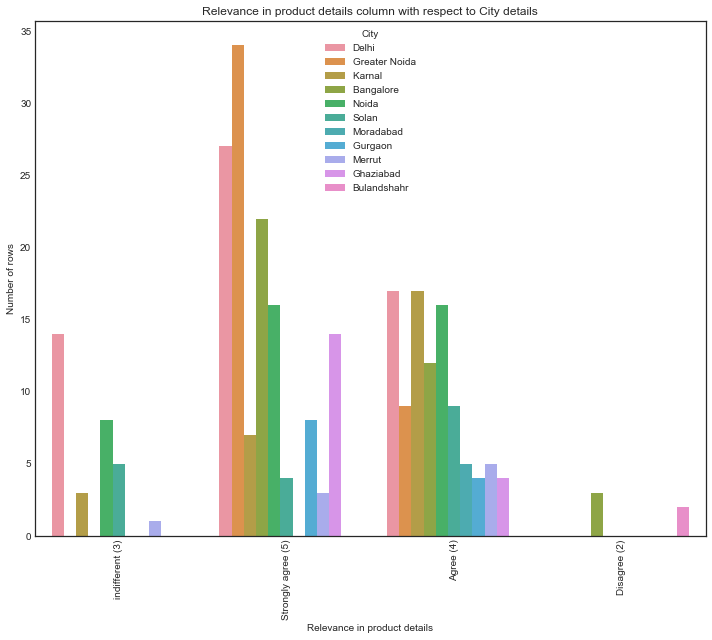 Relevance in product details column with respect to City details
City
Delhi
Greater Noida
Karnal
Bangalore
Noida
Solan
Moradabad
Gurgaon
Merrut
Ghaziabad
Bulandshahr
Number of rows
35
30
25
20
15
10
5
0
indifferent (3)
Strongly agree (5)
Agree (4)
Disagree (2)
Relevance in product details